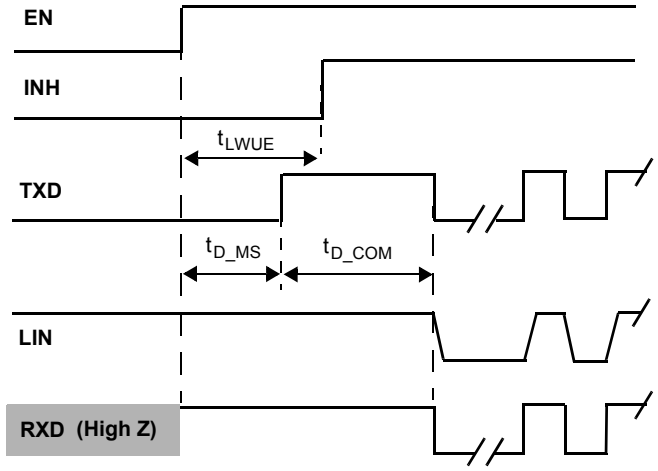 EN
INH
tLWUE
TXD
tD_MS
tD_COM
LIN
RXD (High Z)